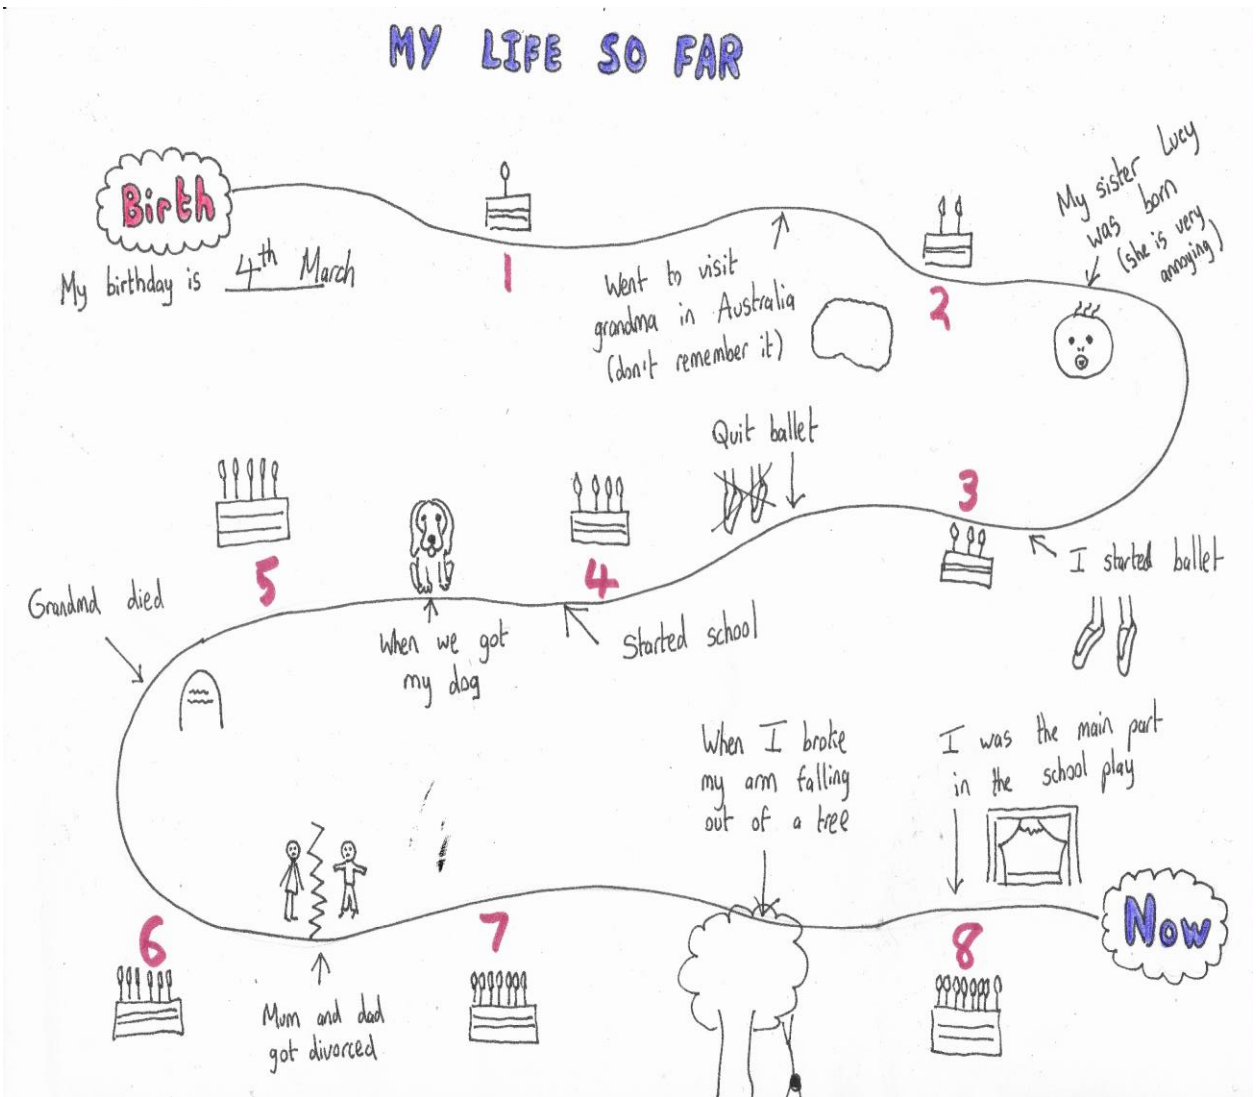 MY LIFE SO FAR
Birth
My birthday is 4th March
1
Went to visit
grandma in Australia
(don't remember it)
2
My sister Lucy
was born
(she is very
annoying)
I started ballet
3
Quit ballet
4
Started school
When we got
my dog
5
Grandad died
6
Mum and dad
got divorced
7
When I broke
my arm falling
out of a tree
8
I was the main part
in the school play
Now